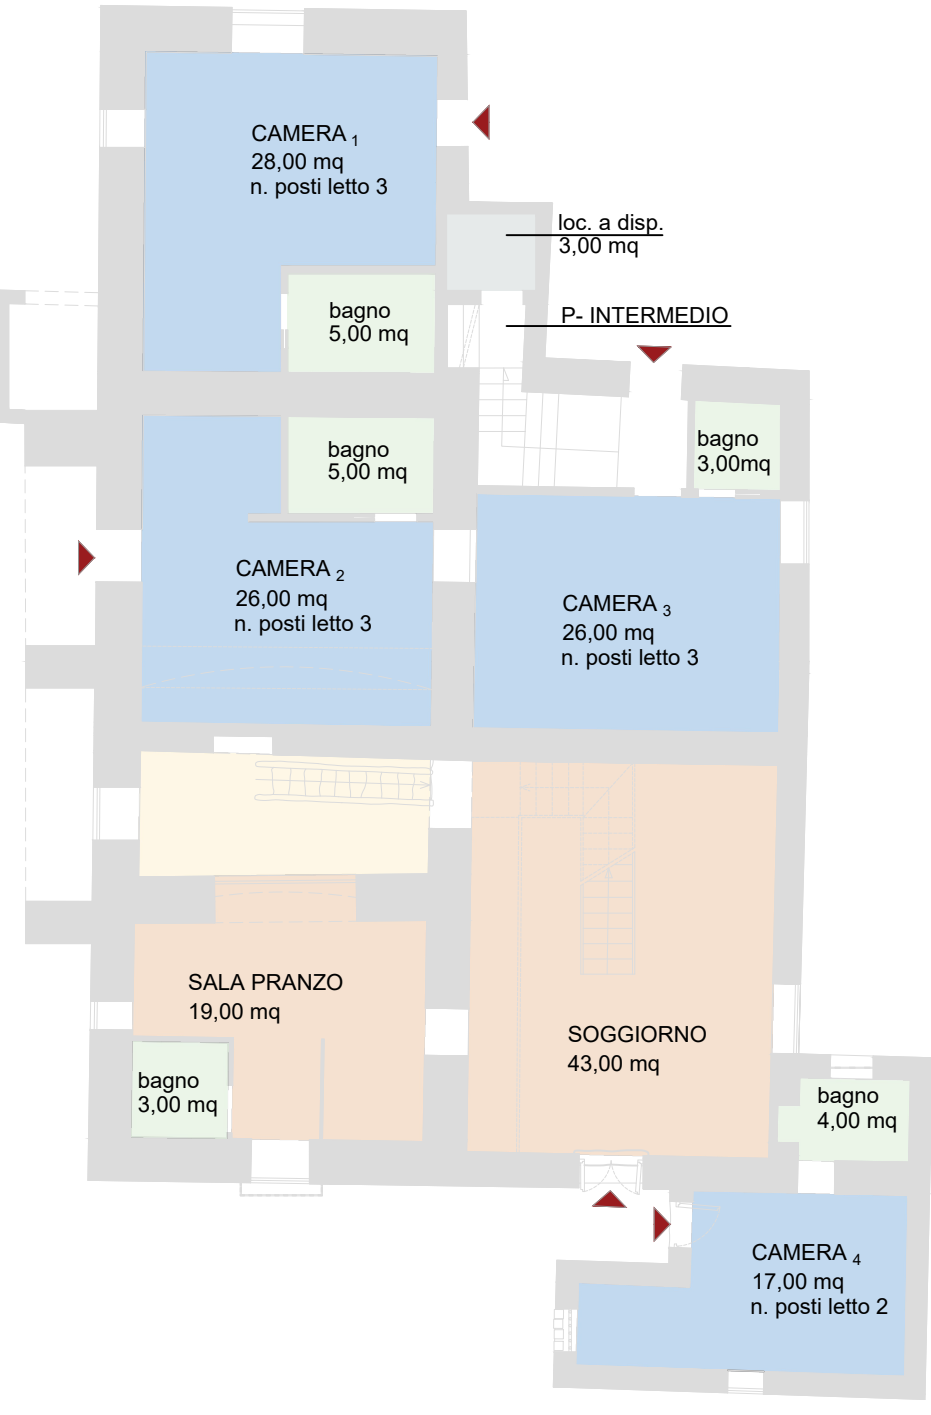 CAMERA 1
28,00 mq
n. posti letto 3
loc. a disp.
3,00 mq
bagno
5,00 mq
P- INTERMEDIO
bagno
5,00 mq
bagno
3,00mq
CAMERA 2
26,00 mq
n. posti letto 3
CAMERA 3
26,00 mq
n. posti letto 3
SALA PRANZO
19,00 mq
SOGGIORNO
43,00 mq
bagno
3,00 mq
bagno
4,00 mq
CAMERA 4
17,00 mq
n. posti letto 2